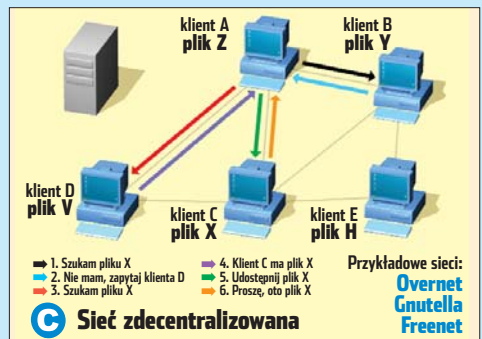 klient A
plik Z
klient B
plik Y
klient D
plik V
klient C
plik X
klient E
plik H
1. Szukam pliku X
2. Nie mam, zapytaj klienta D
3. Szukam pliku X
4. Klient C ma plik X
5. Udostępnij plik X
6. Proszę, oto plik X
Przykładowe sieci:
Overnet
Gnutella
Freenet
C Sieć zdecentralizowana